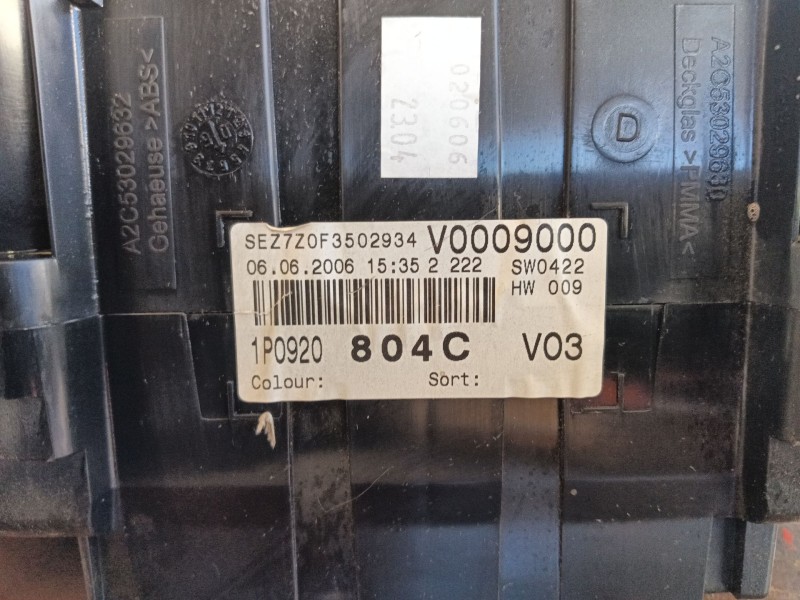 A2C53029632
Gehaeuse >ABS<
020606
2304
D
A2C53029630
Deckglas >PMMA<
SEZ7Z0F3502934 V0009000
06.06.2006 15:35 2 222 SW0422
HW 009
1P0920 804C V03
Colour: Sort: